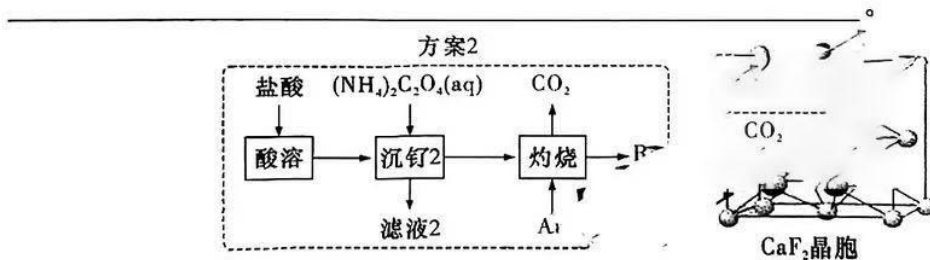 。
方案2
盐酸 (NH₄)₂C₂O₄(aq) CO₂
CO₂
酸溶 沉钌2 灼烧
滤液2
CaF₂晶胞